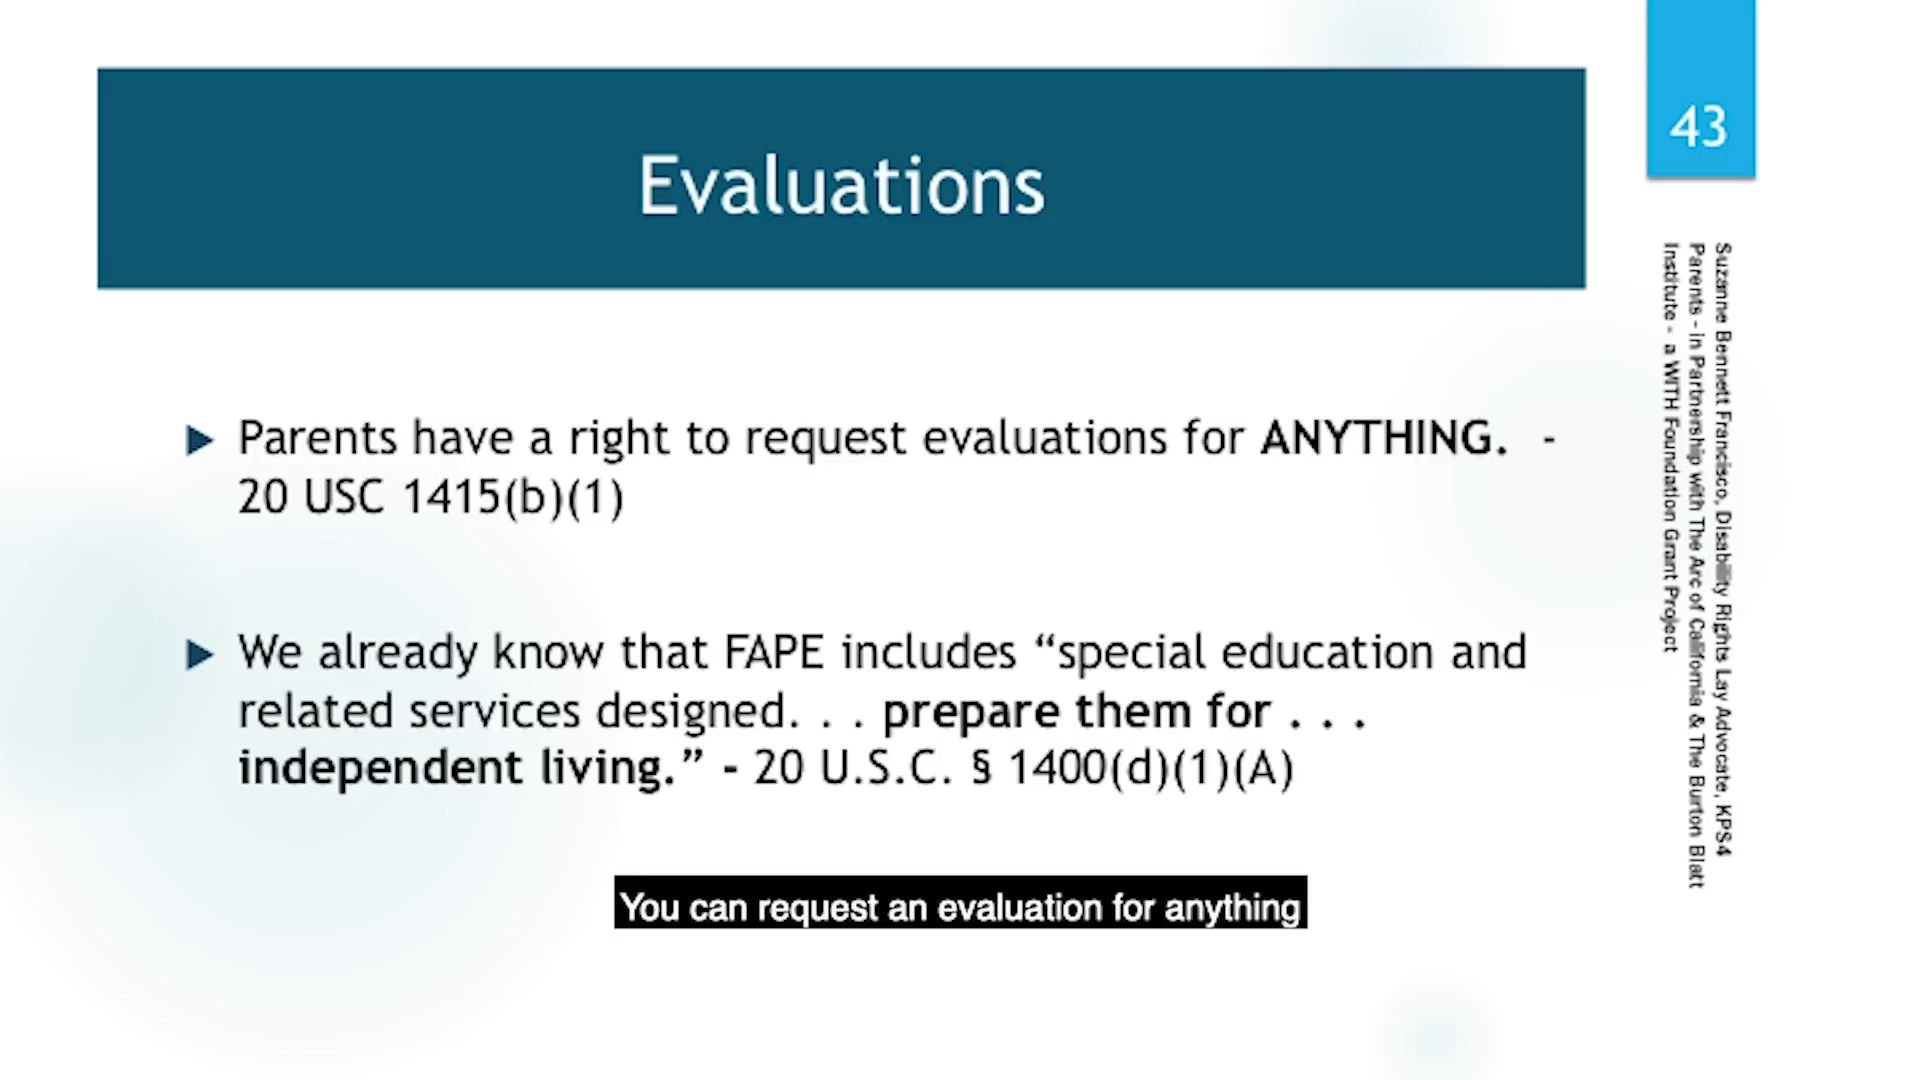 43
Evaluations
Parents have a right to request evaluations for ANYTHING. -
20 USC 1415(b)(1)
We already know that FAPE includes “special education and
related services designed. . . prepare them for . . .
independent living.” - 20 U.S.C. § 1400(d)(1)(A)
You can request an evaluation for anything
Suzanne Bennett Francisco, Disability Rights Lay Advocate, KPS4
Parents - in Partnership with The Arc of California & The Burton Blatt
Institute - a WITH Foundation Grant Project